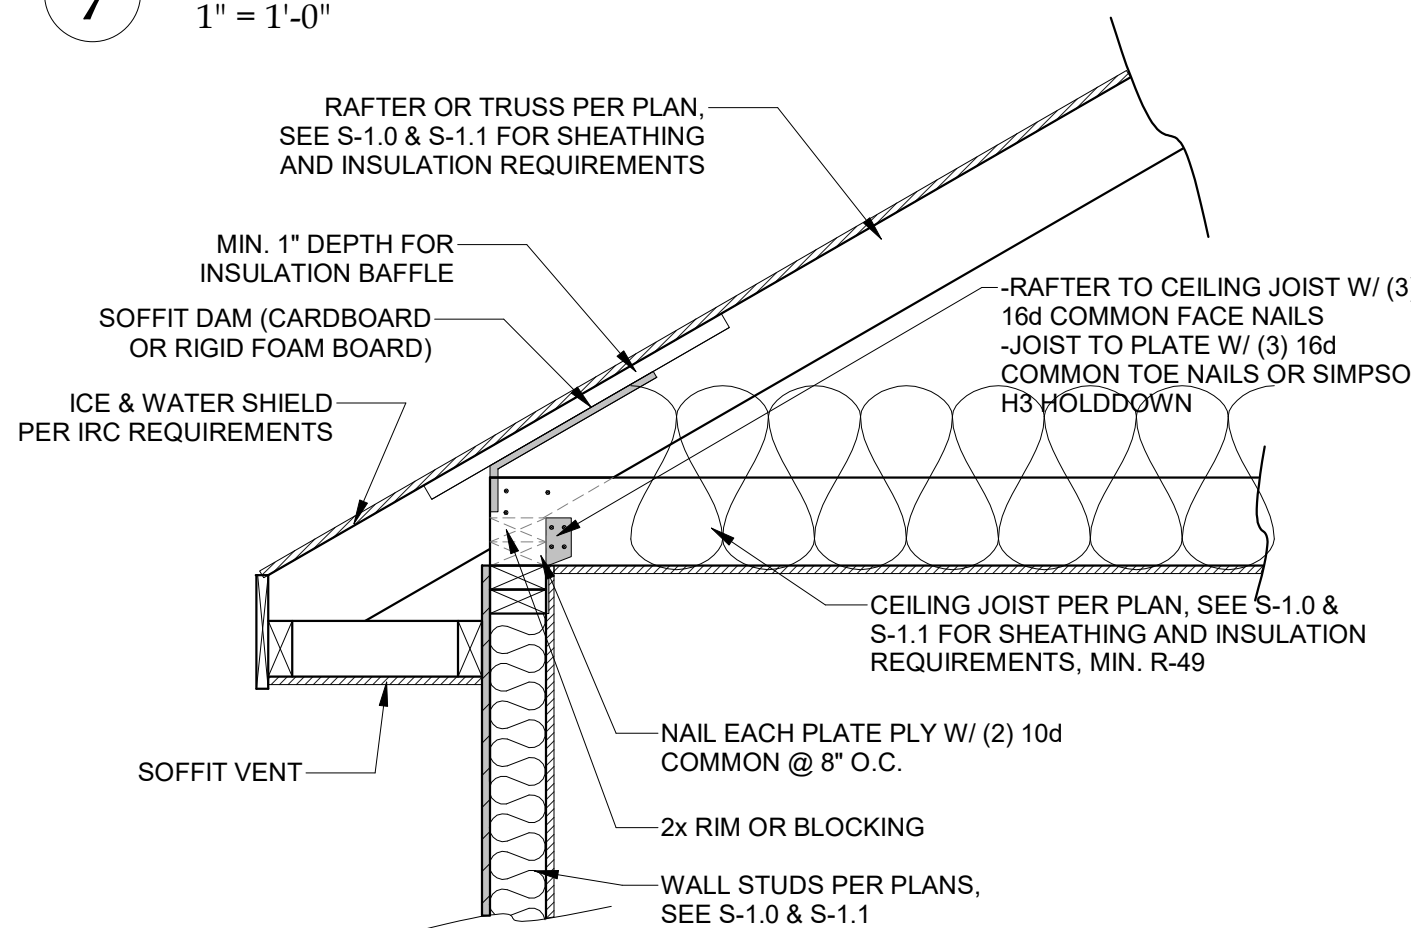 7
1" = 1'-0"
RAFTER OR TRUSS PER PLAN,
SEE S-1.0 & S-1.1 FOR SHEATHING
AND INSULATION REQUIREMENTS
MIN. 1" DEPTH FOR
INSULATION BAFFLE
SOFFIT DAM (CARDBOARD
OR RIGID FOAM BOARD)
ICE & WATER SHIELD
PER IRC REQUIREMENTS
-RAFTER TO CEILING JOIST W/ (3
16d COMMON FACE NAILS
-JOIST TO PLATE W/ (3) 16d
COMMON TOE NAILS OR SIMPSO
H3 HOLDDOWN
CEILING JOIST PER PLAN, SEE S-1.0 &
S-1.1 FOR SHEATHING AND INSULATION
REQUIREMENTS, MIN. R-49
NAIL EACH PLATE PLY W/ (2) 10d
COMMON @ 8" O.C.
SOFFIT VENT
2x RIM OR BLOCKING
WALL STUDS PER PLANS,
SEE S-1.0 & S-1.1